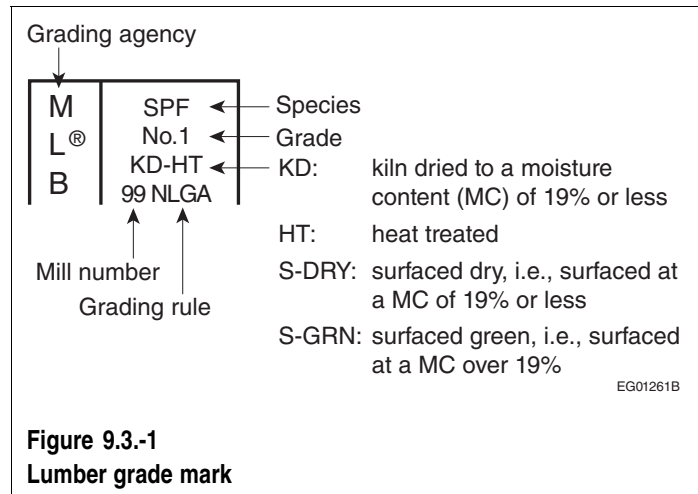 Grading agency
M
L®
B
SPF
No.1
KD-HT
99 NLGA
Species
Grade
KD: kiln dried to a moisture
content (MC) of 19% or less
HT: heat treated
S-DRY: surfaced dry, i.e., surfaced at
a MC of 19% or less
S-GRN: surfaced green, i.e., surfaced
at a MC over 19%
Mill number
Grading rule
EG01261B
Figure 9.3.-1
Lumber grade mark